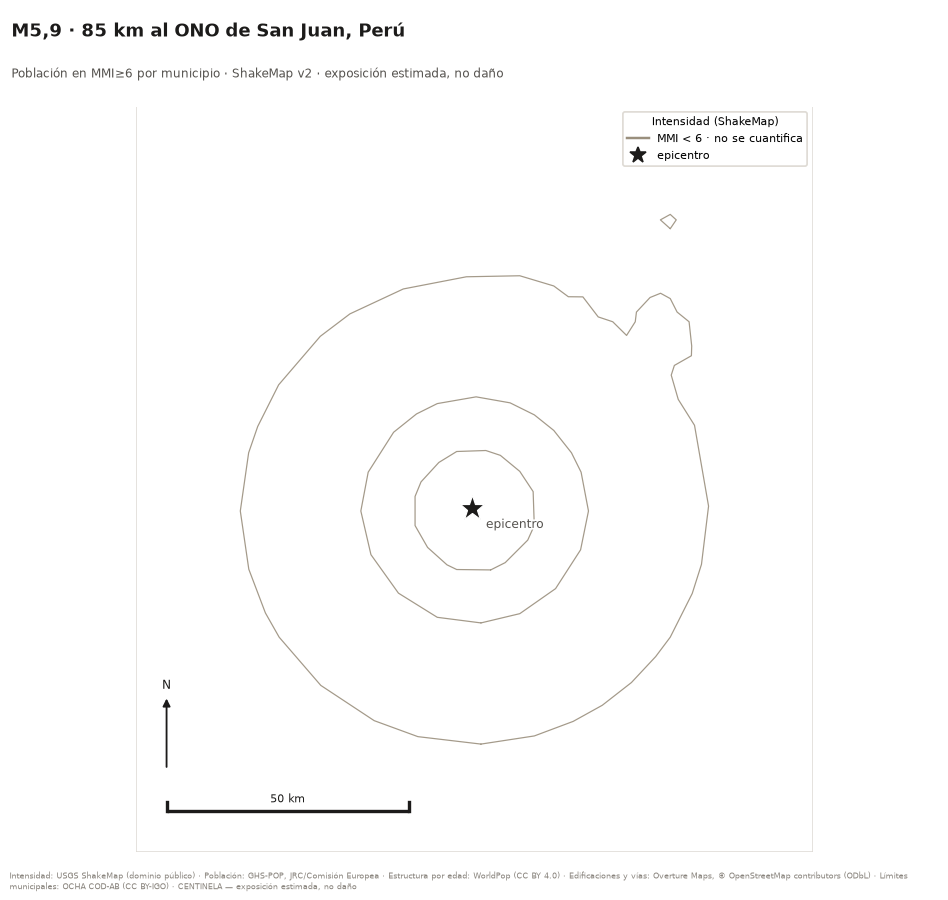 M5,9 · 85 km al ONO de San Juan, Perú
Población en MMI≥6 por municipio · ShakeMap v2 · exposición estimada, no daño
Intensidad (ShakeMap)
MMI < 6 · no se cuantifica
epicentro
epicentro
N
50 km
Intensidad: USGS ShakeMap (dominio público) · Población: GHS-POP, JRC/Comisión Europea · Estructura por edad: WorldPop (CC BY 4.0) · Edificaciones y vías: Overture Maps, © OpenStreetMap contributors (ODbL) · Límites
municipales: OCHA COD-AB (CC BY-IGO) · CENTINELA — exposición estimada, no daño